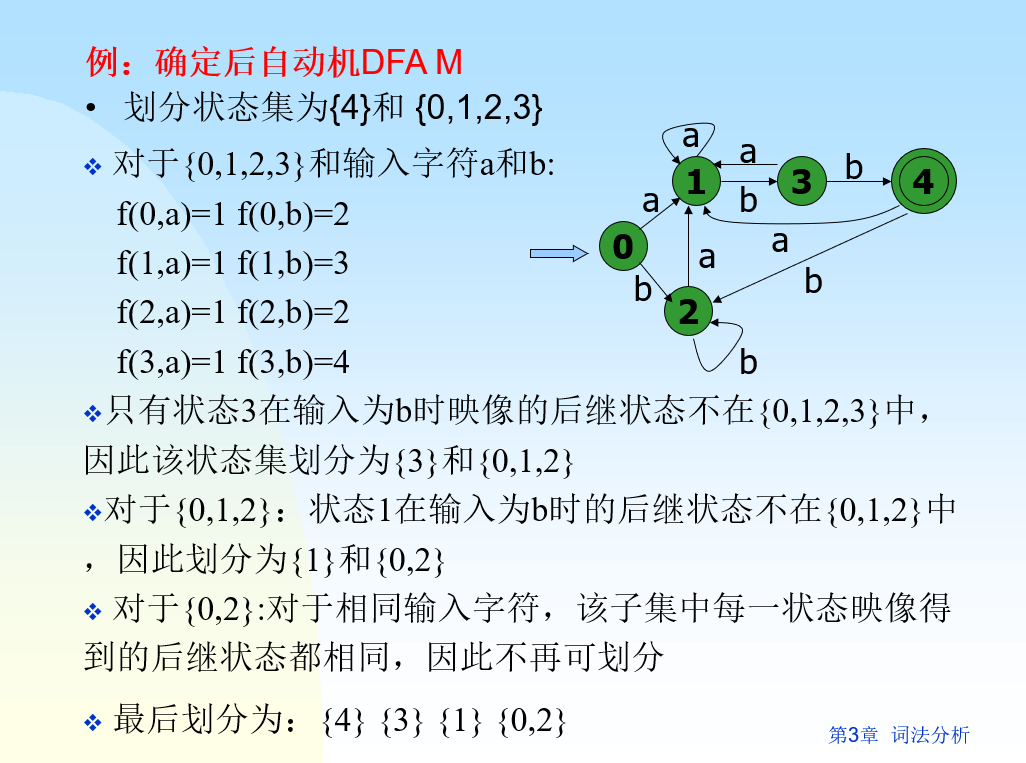 例：确定后自动机DFA M
• 划分状态集为{4}和 {0,1,2,3}
❖ 对于{0,1,2,3}和输入字符a和b:
f(0,a)=1 f(0,b)=2
f(1,a)=1 f(1,b)=3
f(2,a)=1 f(2,b)=2
f(3,a)=1 f(3,b)=4
❖只有状态3在输入为b时映像的后继状态不在{0,1,2,3}中，
因此该状态集划分为{3}和{0,1,2}
❖对于{0,1,2}：状态1在输入为b时的后继状态不在{0,1,2}中
，因此划分为{1}和{0,2}
❖ 对于{0,2}:对于相同输入字符，该子集中每一状态映像得
到的后继状态都相同，因此不再可划分
❖ 最后划分为：{4} {3} {1} {0,2}
a
a
b
1
3
4
a
b
0
a
a
b
b
2
b
第3章 词法分析